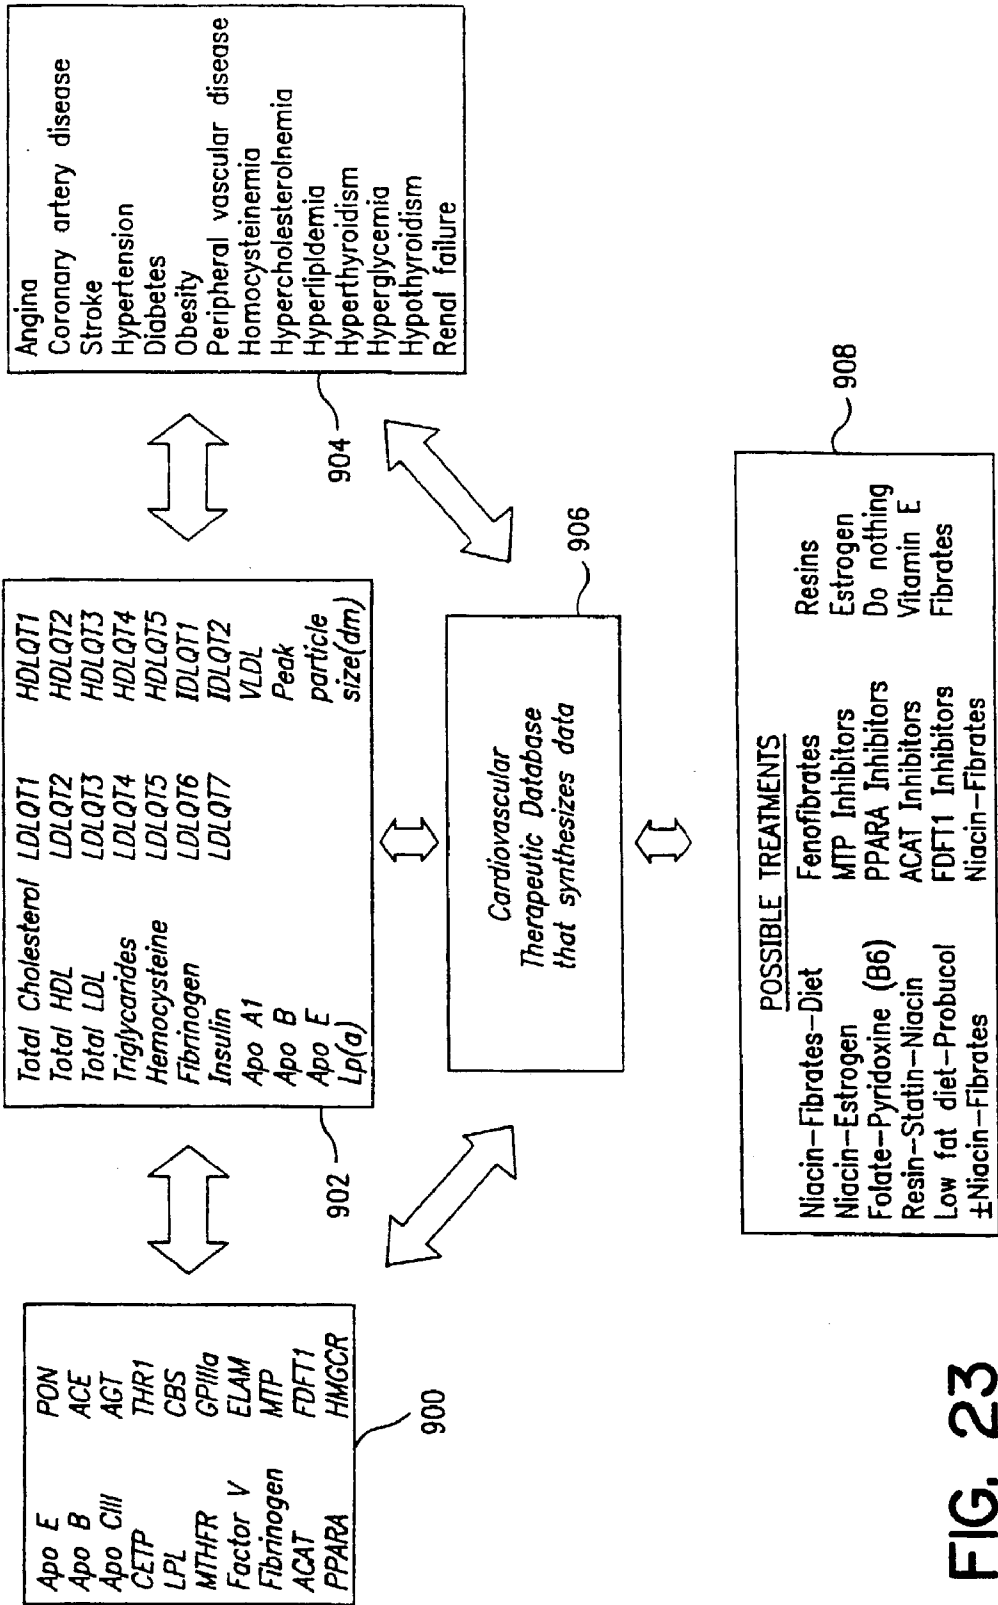 Apo E PON
Apo B ACE
Apo CIII AGT
CETP THR1
LPL CBS
MTHFR GPIIIa
Factor V ELAM
Fibrinogen MTP
ACAT FDFT1
PPARA HMGCR
900
Total Cholesterol LDLQT1 HDLQT1
Total HDL LDLQT2 HDLQT2
Total LDL LDLQT3 HDLQT3
Triglycarides LDLQT4 HDLQT4
Hemocysteine LDLQT5 HDLQT5
Fibrinogen LDLQT6 IDLQT1
Insulin LDLQT7 IDLQT2
Apo A1 VLDL
Apo B Peak
Apo E particle
Lp(a) size(dm)
902
Angina
Coronary artery disease
Stroke
Hypertension
Diabetes
Obesity
Peripheral vascular disease
Homocysteinemia
Hypercholesterolnemia
Hyperlipldemia
Hyperthyroidism
Hyperglycemia
Hypothyroidism
Renal failure
904
Cardiovascular
Therapeutic Database
that synthesizes data
906
POSSIBLE TREATMENTS
Niacin-Fibrates-Diet Fenofibrates Resins
Niacin-Estrogen MTP Inhibitors Estrogen
Folate-Pyridoxine (B6) PPARA Inhibitors Do nothing
Resin-Statin-Niacin ACAT Inhibitors Vitamin E
Low fat diet-Probucol FDFT1 Inhibitors Fibrates
±Niacin-Fibrates Niacin-Fibrates
908
FIG. 23